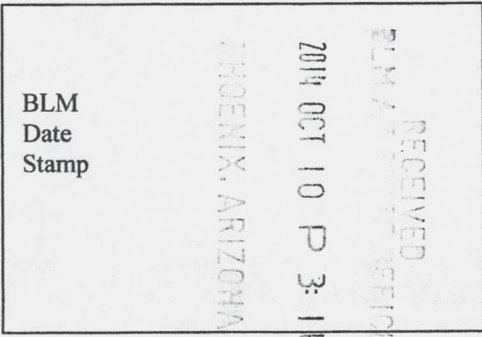 BLM
Date
Stamp
RECEIVED
BLM
2014 OCT 10 P 3:
PHOENIX, ARIZONA